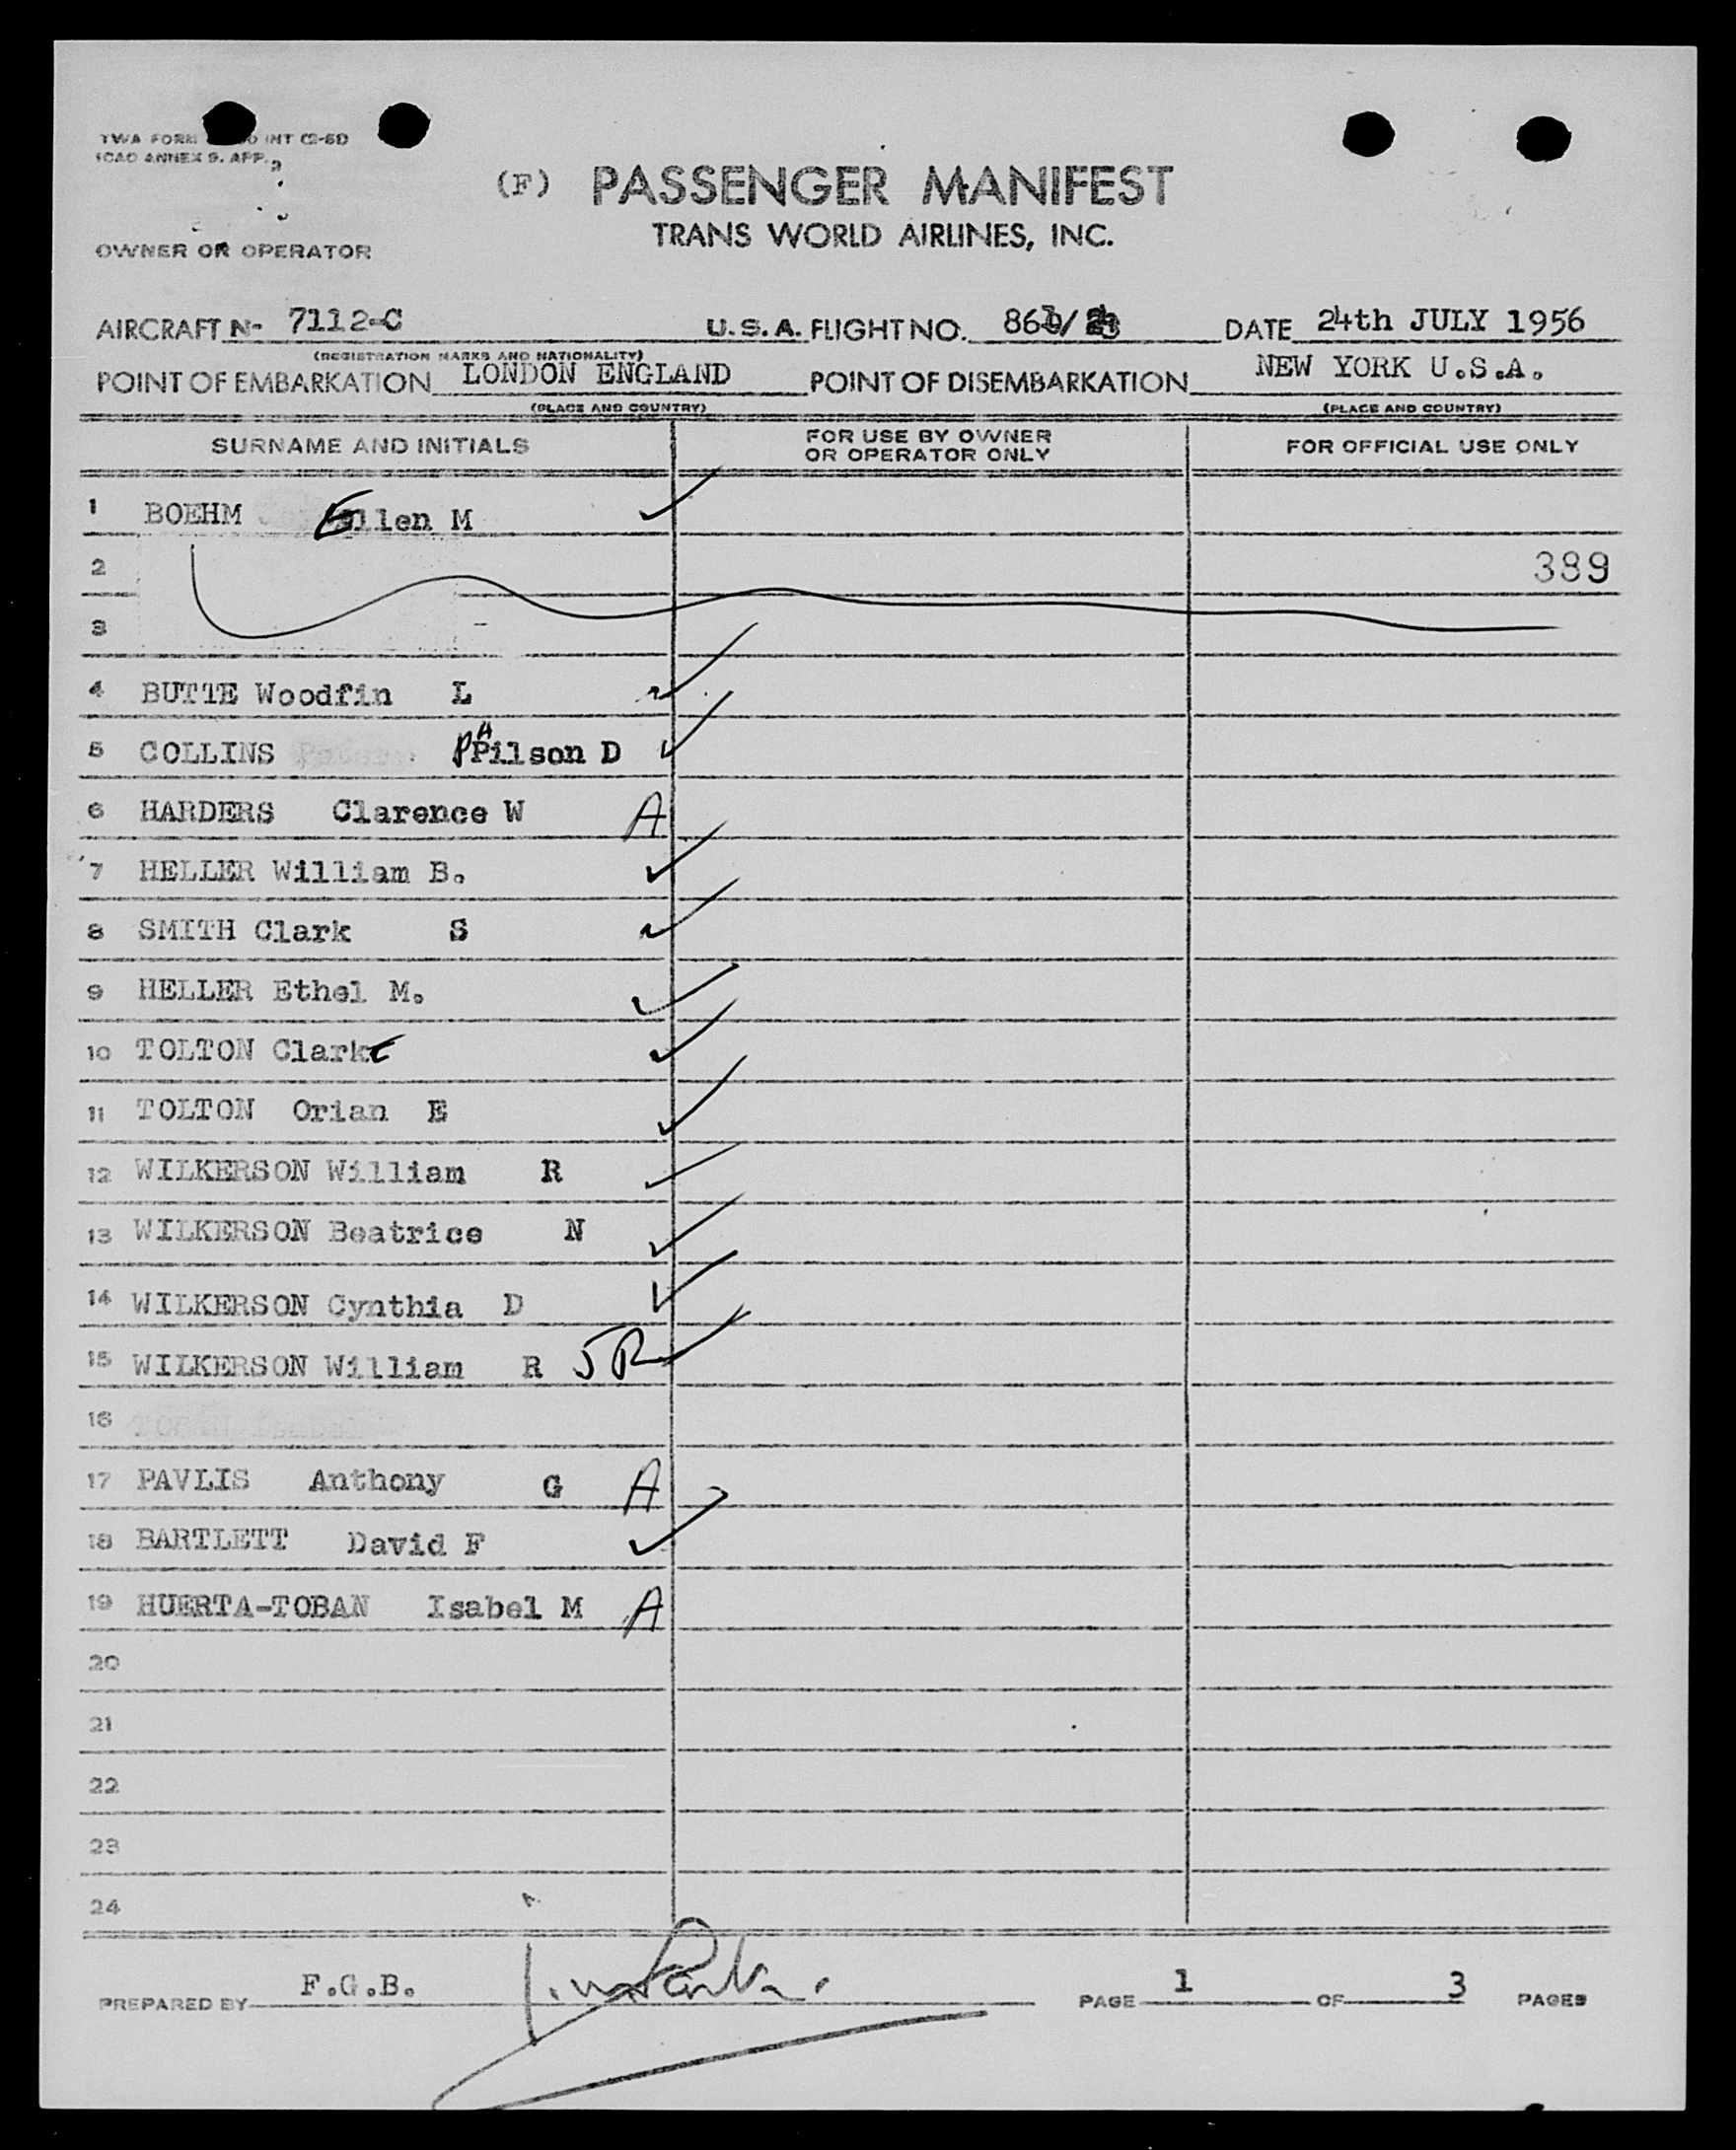 TWA FORM INT C2-6D
ICAO ANNEX 9. APP. 3
(F) PASSENGER MANIFEST
TRANS WORLD AIRLINES, INC.
OWNER OR OPERATOR
AIRCRAFT N- 7112-C U.S.A. FLIGHT NO. DATE 24th JULY 1956
(REGISTRATION MARKS AND NATIONALITY)
POINT OF EMBARKATION LONDON ENGLAND POINT OF DISEMBARKATION NEW YORK U.S.A.
(PLACE AND COUNTRY) (PLACE AND COUNTRY)
SURNAME AND INITIALS FOR USE BY OWNER OR OPERATOR ONLY FOR OFFICIAL USE ONLY
1 BOEHM Ellen M
2 389
3
4 BUTTE Woodfin L
5 COLLINS Pilson D
6 HARDERS Clarence W A
7 HELLER William B.
8 SMITH Clark S
9 HELLER Ethel M.
10 TOLTON Clark
11 TOLTON Orian E
12 WILKERSON William R
13 WILKERSON Beatrice N
14 WILKERSON Cynthia D
15 WILKERSON William R JR
16
17 PAVLIS Anthony G A
18 BARTLETT David F
19 HUERTA-TOBAN Isabel M A
20
21
22
23
24
PREPARED BY F.G.B. PAGE 1 OF 3 PAGES